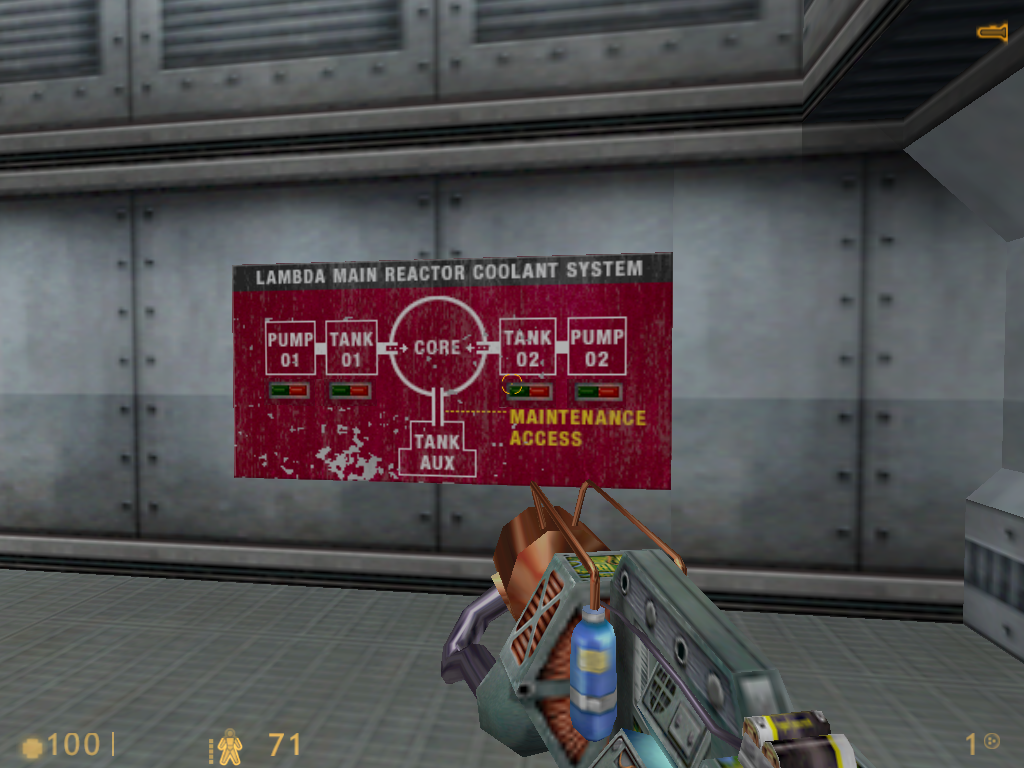 LAMBDA MAIN REACTOR COOLANT SYSTEM
PUMP 01
TANK 01
CORE
TANK 02
PUMP 02
MAINTENANCE
ACCESS
TANK
AUX
100
71
1